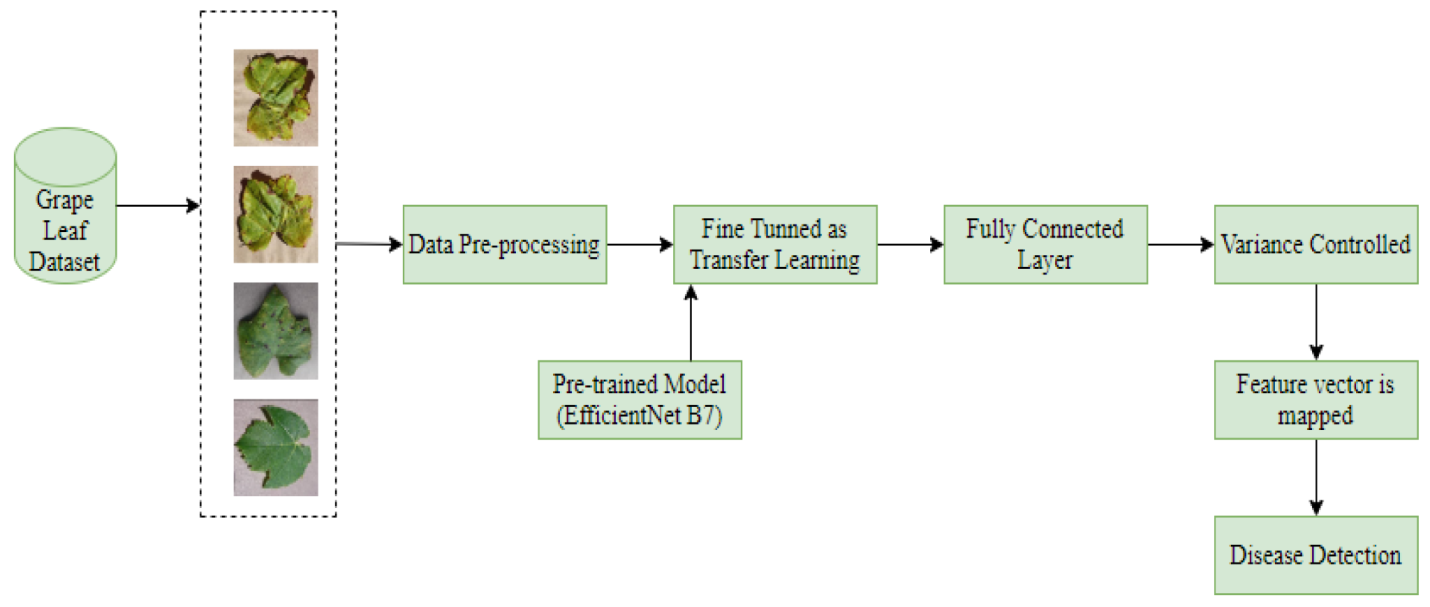 Grape
Leaf
Dataset
Data Pre-processing
Fine Tunned as
Transfer Learning
Pre-trained Model
(EfficientNet B7)
Fully Connected
Layer
Variance Controlled
Feature vector is
mapped
Disease Detection